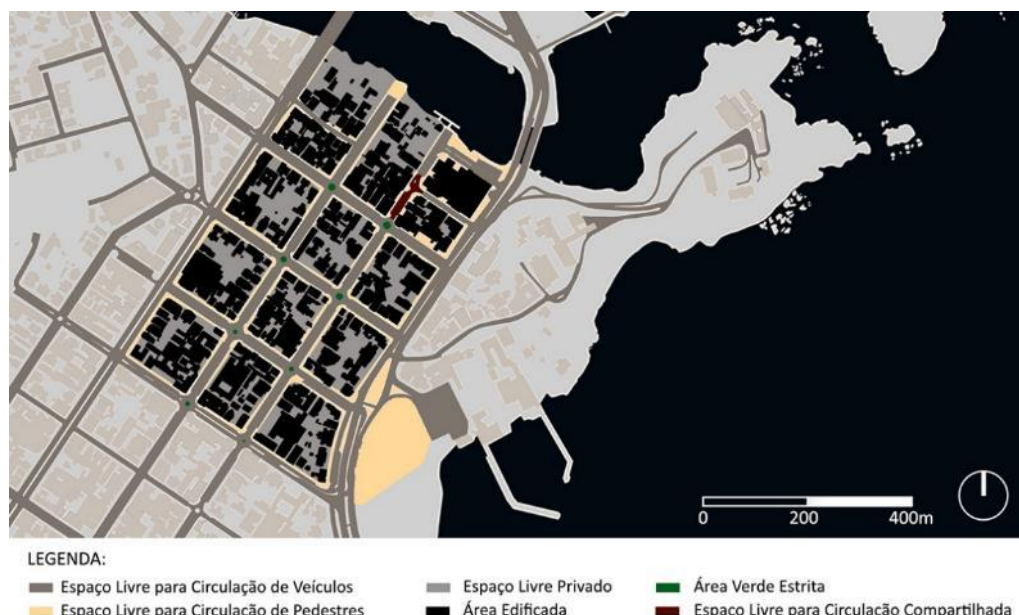 0 200 400m
LEGENDA:
Espaço Livre para Circulação de Veículos Espaço Livre Privado Área Verde Estrita
Espaço Livre para Circulação de Pedestres Área Edificada Espaço Livre para Circulação Compartilhada